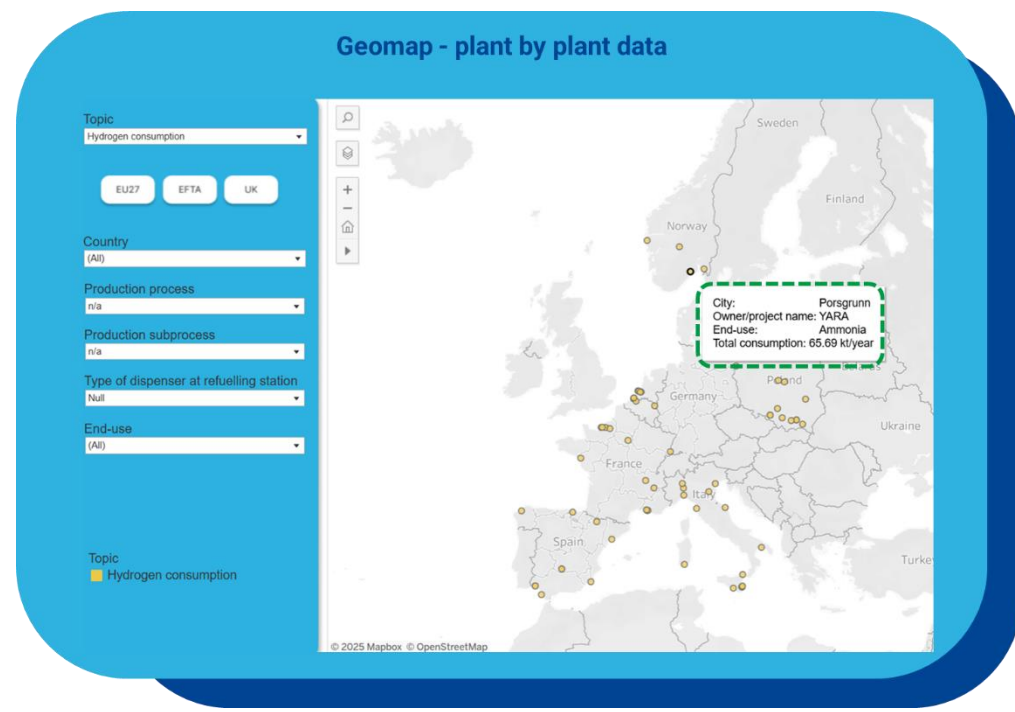 Geomap - plant by plant data
Topic
Hydrogen consumption
EU27 EFTA UK
Country
(All)
Production process
n/a
Production subprocess
n/a
Type of dispenser at refuelling station
Null
End-use
(All)
Topic
Hydrogen consumption
Sweden
Finland
Norway
City: Porsgrunn
Owner/project name: YARA
End-use: Ammonia
Total consumption: 65.69 kt/year
Poland
Germany
Ukraine
France
Italy
Spain
Turke
© 2025 Mapbox © OpenStreetMap